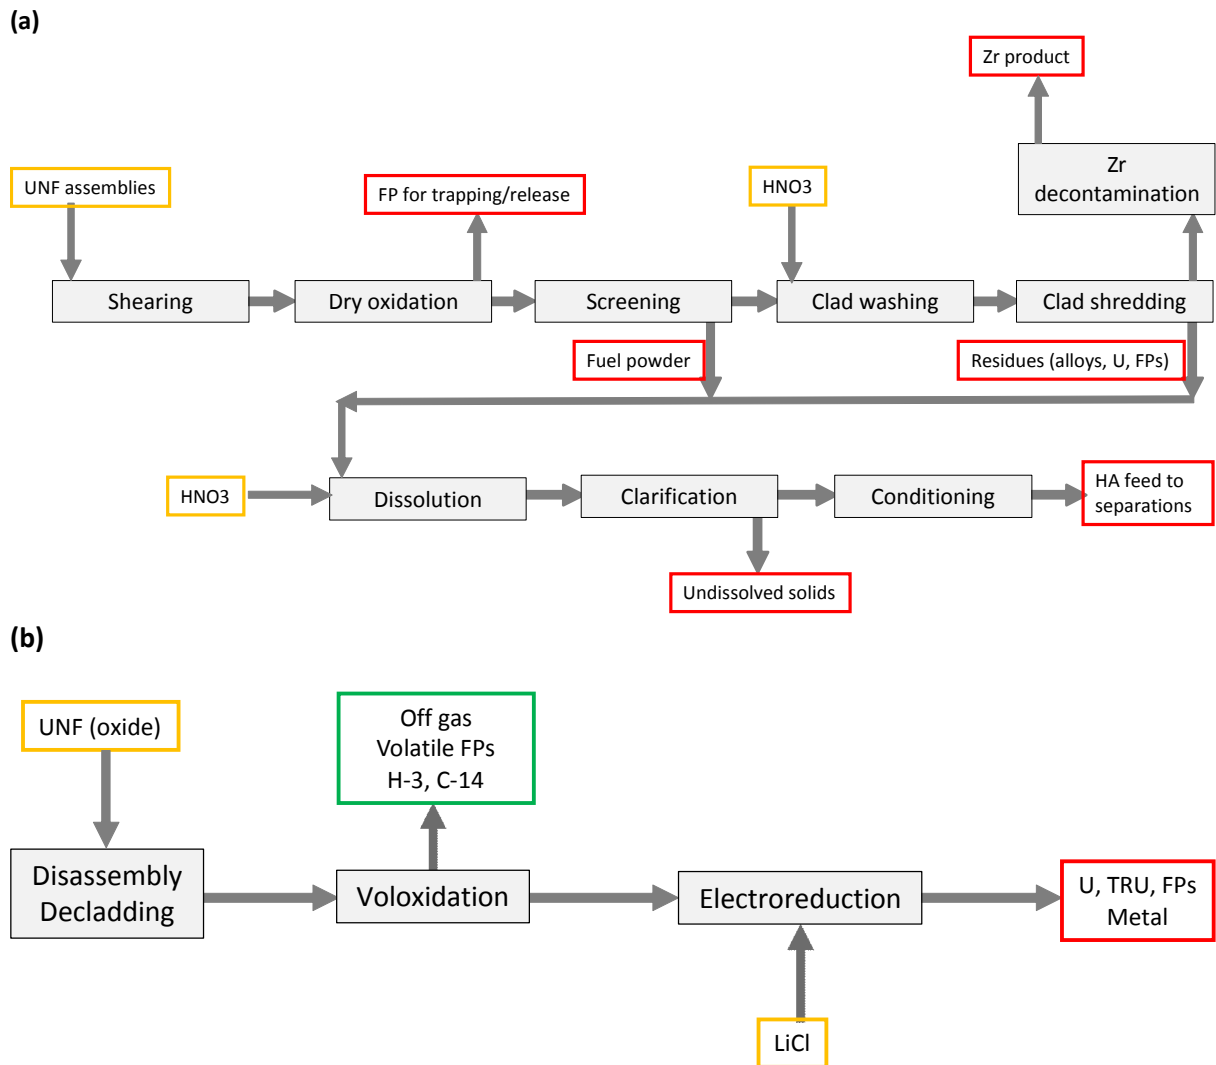 (a)
Zr product
UNF assemblies
FP for trapping/release
HNO3
Zr
decontamination
Shearing
Dry oxidation
Screening
Clad washing
Clad shredding
Fuel powder
Residues (alloys, U, FPs)
HNO3
Dissolution
Clarification
Conditioning
HA feed to
separations
Undissolved solids
(b)
UNF (oxide)
Off gas
Volatile FPs
H-3, C-14
Disassembly
Decladding
Voloxidation
Electroreduction
U, TRU, FPs
Metal
LiCl